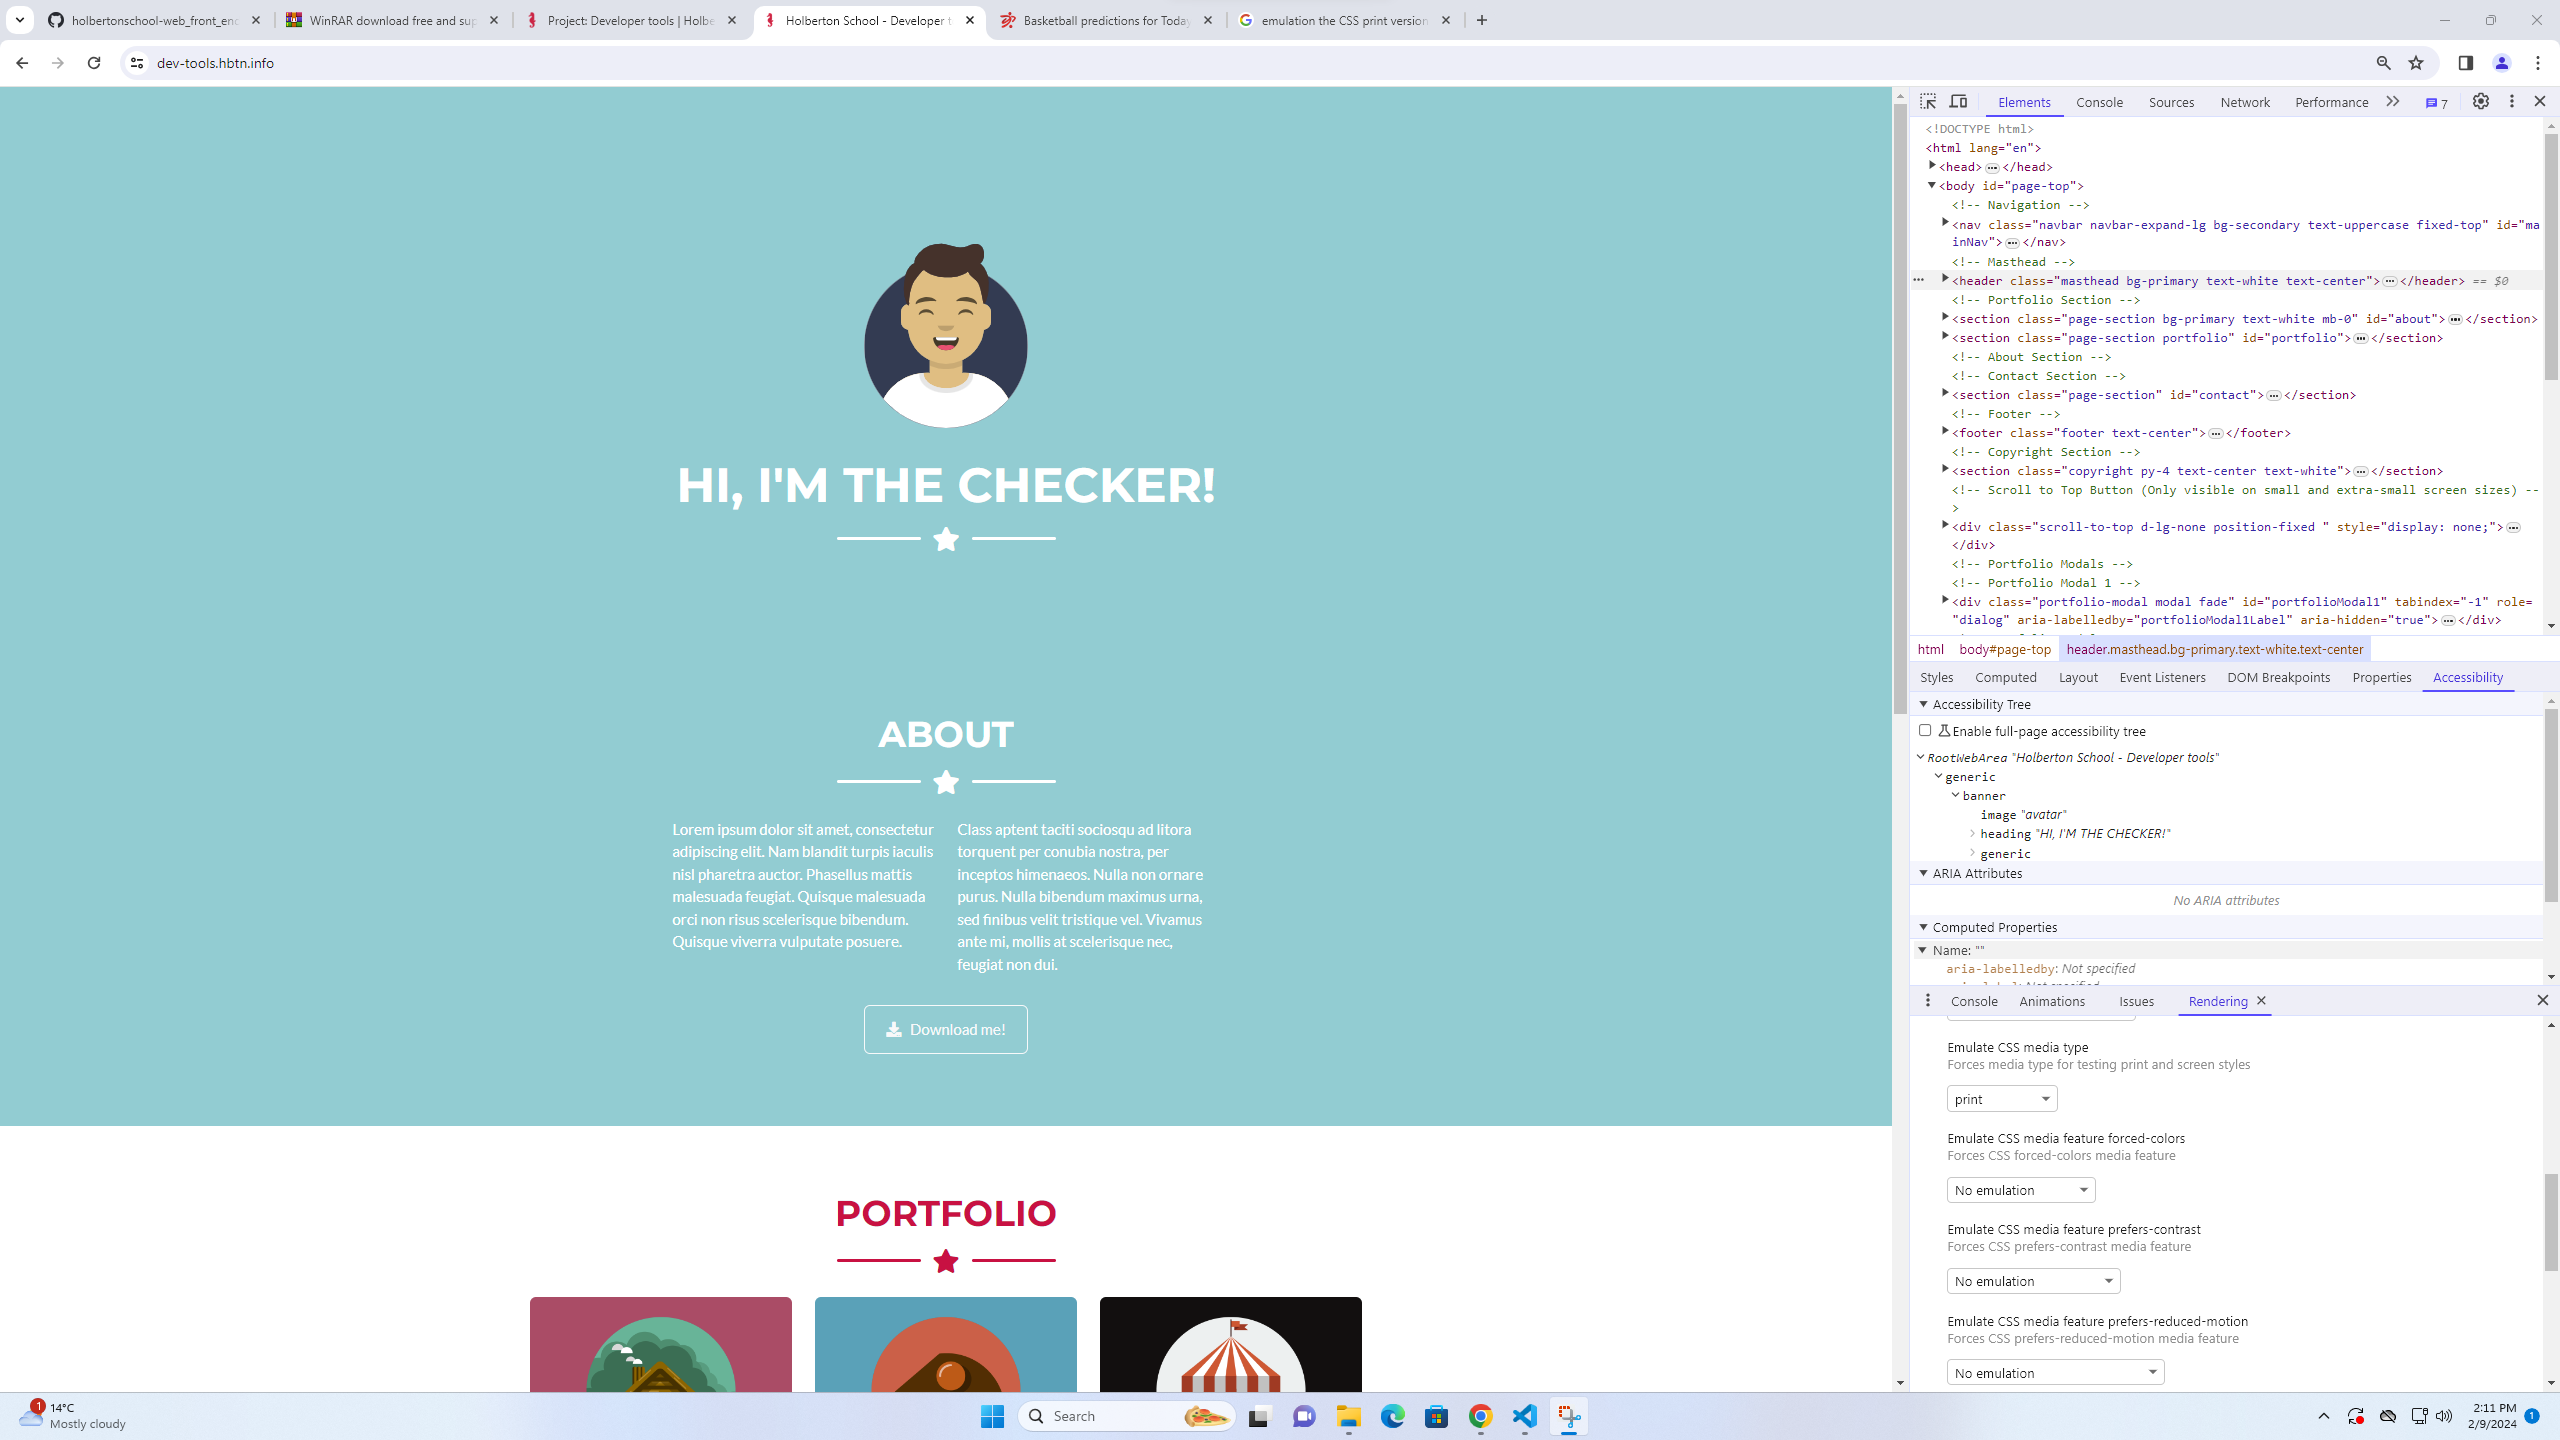 holbertonschool-web_front_end
WinRAR download free and sup
Project: Developer tools | Holbe
Holberton School - Developer t
Basketball predictions for Today
emulation the CSS print version
dev-tools.hbtn.info
HI, I'M THE CHECKER!
ABOUT
Lorem ipsum dolor sit amet, consectetur
adipiscing elit. Nam blandit turpis iaculis
nisl pharetra auctor. Phasellus mattis
malesuada feugiat. Quisque malesuada
orci non risus scelerisque bibendum.
Quisque viverra vulputate posuere.
Class aptent taciti sociosqu ad litora
torquent per conubia nostra, per
inceptos himenaeos. Nulla non ornare
purus. Nulla bibendum maximus urna,
sed finibus velit tristique vel. Vivamus
ante mi, mollis at scelerisque nec,
feugiat non dui.
Download me!
PORTFOLIO
Elements Console Sources Network Performance 7
<!DOCTYPE html>
<html lang="en">
<head>…</head>
<body id="page-top">
<!-- Navigation -->
<nav class="navbar navbar-expand-lg bg-secondary text-uppercase fixed-top" id="ma
inNav">…</nav>
<!-- Masthead -->
<header class="masthead bg-primary text-white text-center">…</header> == $0
<!-- Portfolio Section -->
<section class="page-section bg-primary text-white mb-0" id="about">…</section>
<section class="page-section portfolio" id="portfolio">…</section>
<!-- About Section -->
<!-- Contact Section -->
<section class="page-section" id="contact">…</section>
<!-- Footer -->
<footer class="footer text-center">…</footer>
<!-- Copyright Section -->
<section class="copyright py-4 text-center text-white">…</section>
<!-- Scroll to Top Button (Only visible on small and extra-small screen sizes) --
>
<div class="scroll-to-top d-lg-none position-fixed " style="display: none;">…
</div>
<!-- Portfolio Modals -->
<!-- Portfolio Modal 1 -->
<div class="portfolio-modal modal fade" id="portfolioModal1" tabindex="-1" role=
"dialog" aria-labelledby="portfolioModal1Label" aria-hidden="true">…</div>
html body#page-top header.masthead.bg-primary.text-white.text-center
Styles Computed Layout Event Listeners DOM Breakpoints Properties Accessibility
Accessibility Tree
Enable full-page accessibility tree
RootWebArea "Holberton School - Developer tools"
generic
banner
image "avatar"
heading "HI, I'M THE CHECKER!"
generic
ARIA Attributes
No ARIA attributes
Computed Properties
Name: ""
aria-labelledby: Not specified
Console Animations Issues Rendering
Emulate CSS media type
Forces media type for testing print and screen styles
print
Emulate CSS media feature forced-colors
Forces CSS forced-colors media feature
No emulation
Emulate CSS media feature prefers-contrast
Forces CSS prefers-contrast media feature
No emulation
Emulate CSS media feature prefers-reduced-motion
Forces CSS prefers-reduced-motion media feature
No emulation
1
14°C
Mostly cloudy
Search
2:11 PM
2/9/2024
1